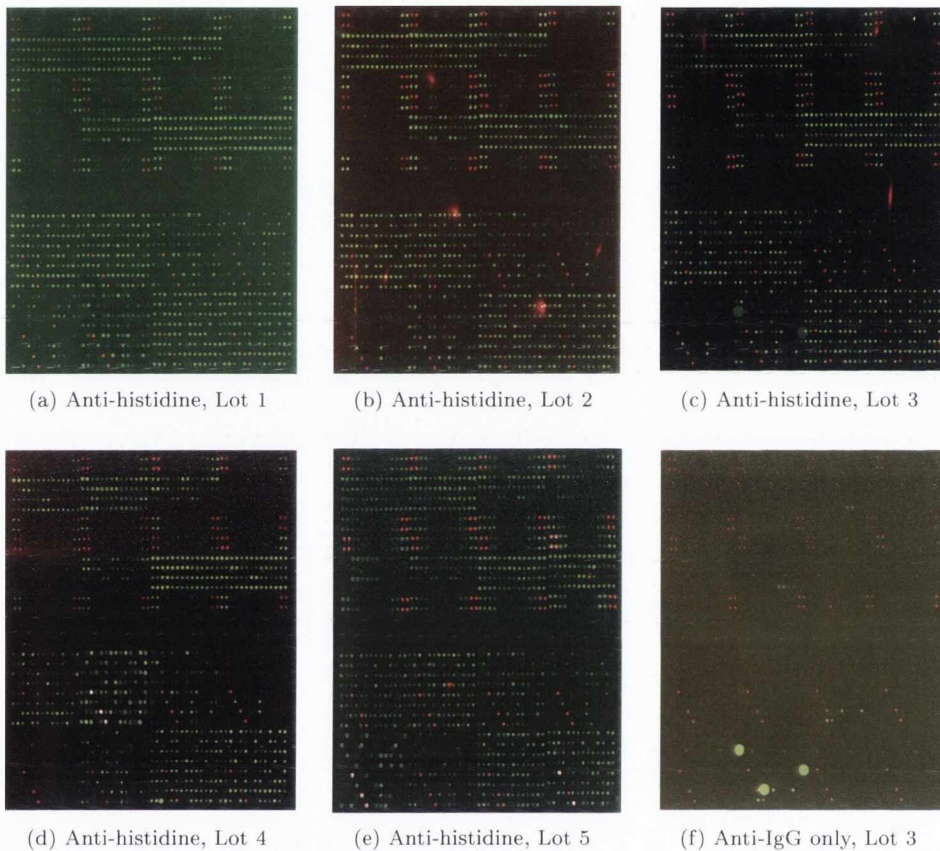 (a) Anti-histidine, Lot 1
(b) Anti-histidine, Lot 2
(c) Anti-histidine, Lot 3
(d) Anti-histidine, Lot 4
(e) Anti-histidine, Lot 5
(f) Anti-IgG only, Lot 3